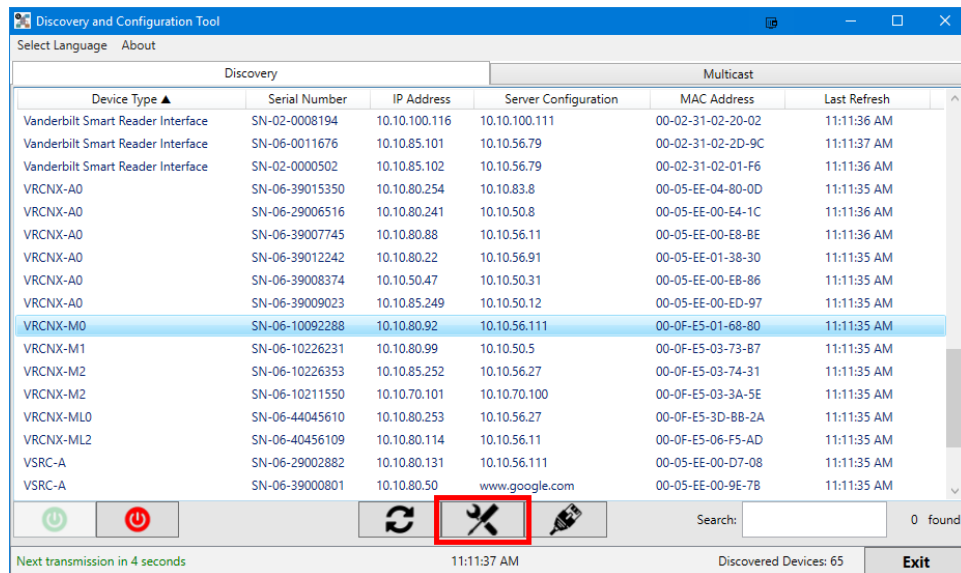 Discovery and Configuration Tool
Select Language About
Discovery Multicast
Device Type ▲ Serial Number IP Address Server Configuration MAC Address Last Refresh
Vanderbilt Smart Reader Interface SN-02-0008194 10.10.100.116 10.10.100.111 00-02-31-02-20-02 11:11:36 AM
Vanderbilt Smart Reader Interface SN-06-0011676 10.10.85.101 10.10.56.79 00-02-31-02-2D-9C 11:11:37 AM
Vanderbilt Smart Reader Interface SN-02-0000502 10.10.85.102 10.10.56.79 00-02-31-02-01-F6 11:11:36 AM
VRCNX-A0 SN-06-39015350 10.10.80.254 10.10.83.8 00-05-EE-04-80-0D 11:11:35 AM
VRCNX-A0 SN-06-29006516 10.10.80.241 10.10.50.8 00-05-EE-00-E4-1C 11:11:36 AM
VRCNX-A0 SN-06-39007745 10.10.80.88 10.10.56.11 00-05-EE-00-E8-BE 11:11:36 AM
VRCNX-A0 SN-06-39012242 10.10.80.22 10.10.56.91 00-05-EE-01-38-30 11:11:35 AM
VRCNX-A0 SN-06-39008374 10.10.50.47 10.10.50.31 00-05-EE-00-EB-86 11:11:35 AM
VRCNX-A0 SN-06-39009023 10.10.85.249 10.10.50.12 00-05-EE-00-ED-97 11:11:35 AM
VRCNX-M0 SN-06-10092288 10.10.80.92 10.10.56.111 00-0F-E5-01-68-80 11:11:35 AM
VRCNX-M1 SN-06-10226231 10.10.80.99 10.10.50.5 00-0F-E5-03-73-B7 11:11:35 AM
VRCNX-M2 SN-06-10226353 10.10.85.252 10.10.56.27 00-0F-E5-03-74-31 11:11:35 AM
VRCNX-M2 SN-06-10211550 10.10.70.101 10.10.70.100 00-0F-E5-03-3A-5E 11:11:35 AM
VRCNX-ML0 SN-06-44045610 10.10.80.253 10.10.56.27 00-0F-E5-3D-BB-2A 11:11:35 AM
VRCNX-ML2 SN-06-40456109 10.10.80.114 10.10.56.11 00-0F-E5-06-F5-AD 11:11:35 AM
VSRC-A SN-06-29002882 10.10.80.131 10.10.56.111 00-05-EE-00-D7-08 11:11:35 AM
VSRC-A SN-06-39000801 10.10.80.50 www.google.com 00-05-EE-00-9E-7B 11:11:35 AM
Search: 0 found
Next transmission in 4 seconds 11:11:37 AM Discovered Devices: 65 Exit